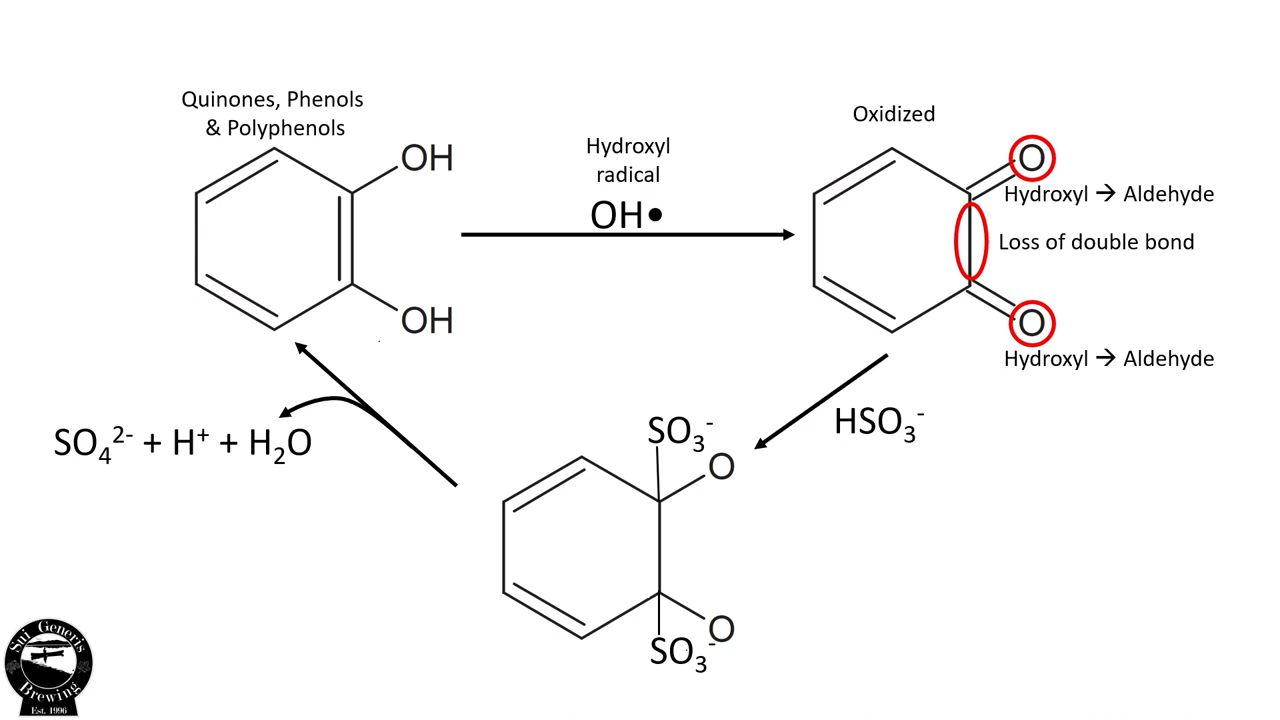 Quinones, Phenols
& Polyphenols
OH
OH
Hydroxyl
radical
OH•
Oxidized
O
Hydroxyl → Aldehyde
Loss of double bond
O
Hydroxyl → Aldehyde
HSO₃⁻
SO₃⁻
O
O
SO₃⁻
SO₄²⁻ + H⁺ + H₂O
Sui Generis
Brewing
Est. 1996